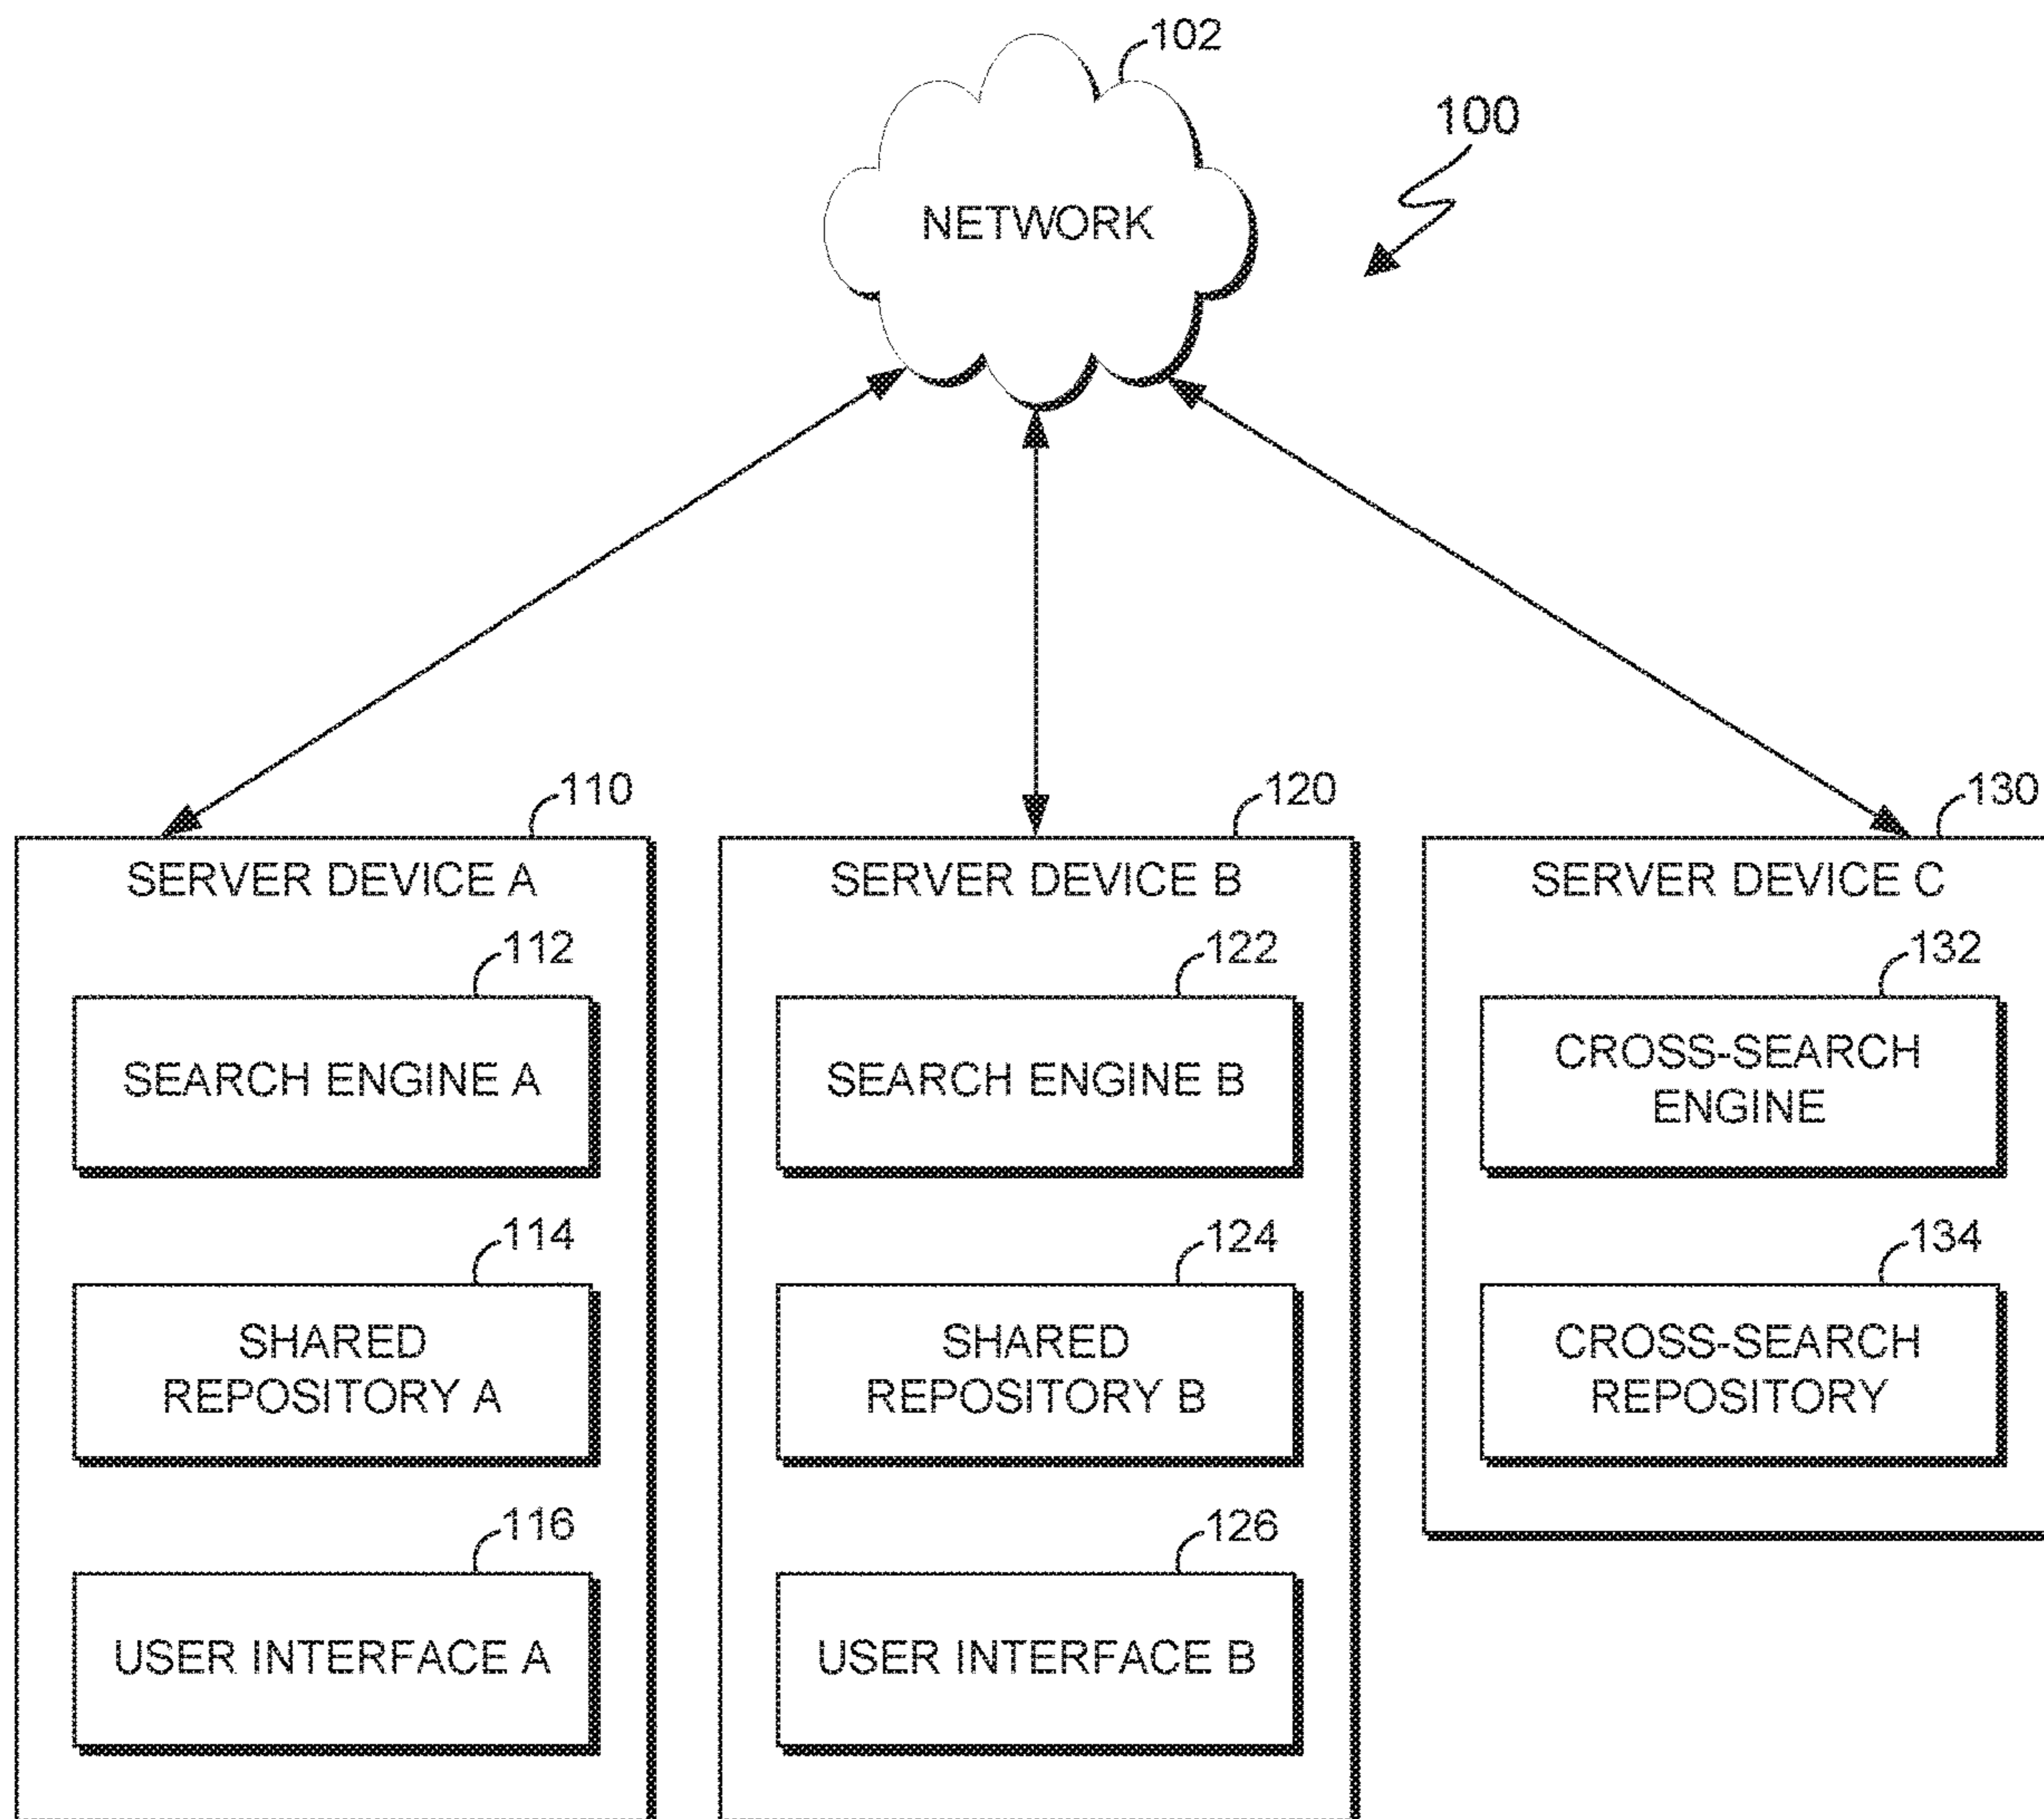 102
100
NETWORK
110
120
130
SERVER DEVICE A
SERVER DEVICE B
SERVER DEVICE C
112
122
132
SEARCH ENGINE A
SEARCH ENGINE B
CROSS-SEARCH
ENGINE
114
124
134
SHARED
REPOSITORY A
SHARED
REPOSITORY B
CROSS-SEARCH
REPOSITORY
116
126
USER INTERFACE A
USER INTERFACE B